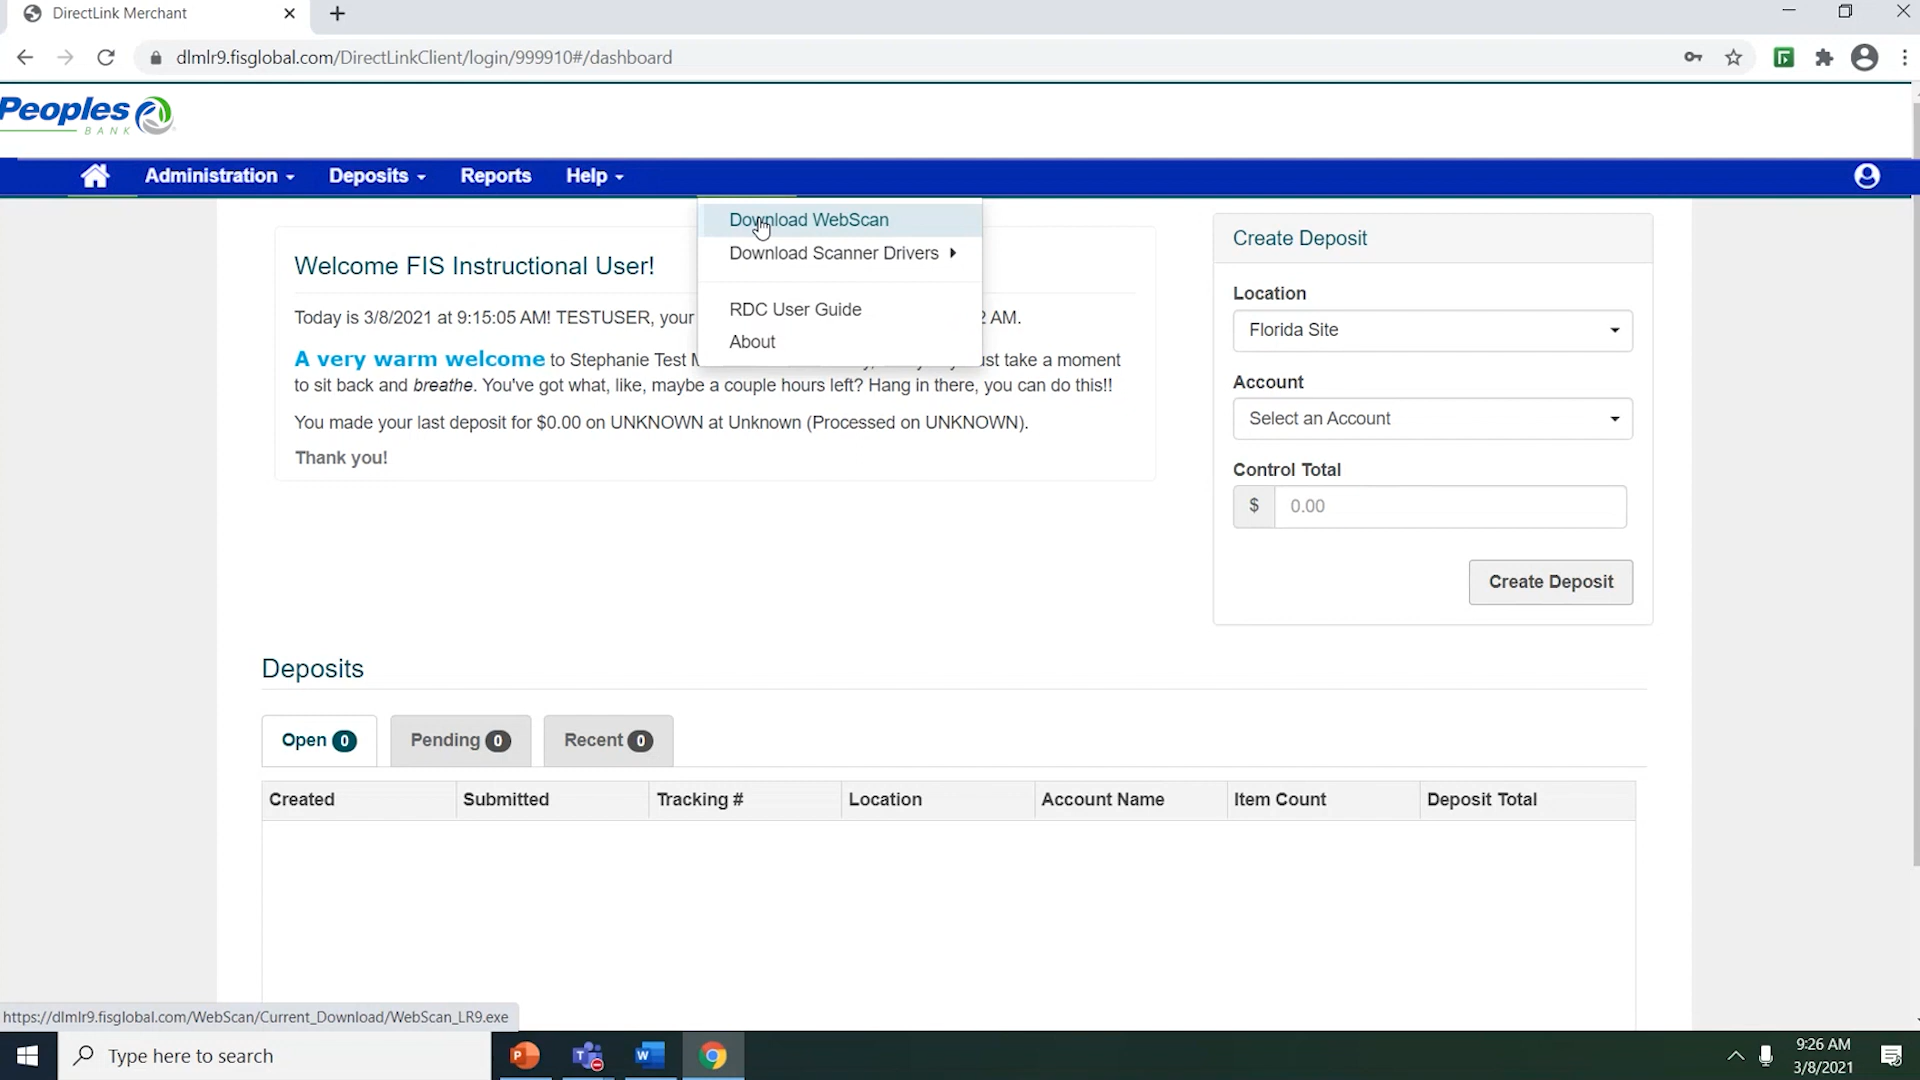 DirectLink Merchant
dlmlr9.fisglobal.com/DirectLinkClient/login/999910#/dashboard
Peoples
BANK
Administration Deposits Reports Help
Download WebScan
Download Scanner Drivers
RDC User Guide
About
Welcome FIS Instructional User!
Today is 3/8/2021 at 9:15:05 AM! TESTUSER, your 2 AM.
A very warm welcome to Stephanie Test ust take a moment
to sit back and breathe. You've got what, like, maybe a couple hours left? Hang in there, you can do this!!
You made your last deposit for $0.00 on UNKNOWN at Unknown (Processed on UNKNOWN).
Thank you!
Create Deposit
Location
Florida Site
Account
Select an Account
Control Total
$ 0.00
Create Deposit
Deposits
Open 0 Pending 0 Recent 0
Created Submitted Tracking # Location Account Name Item Count Deposit Total
https://dlmlr9.fisglobal.com/WebScan/Current_Download/WebScan_LR9.exe
Type here to search
9:26 AM
3/8/2021